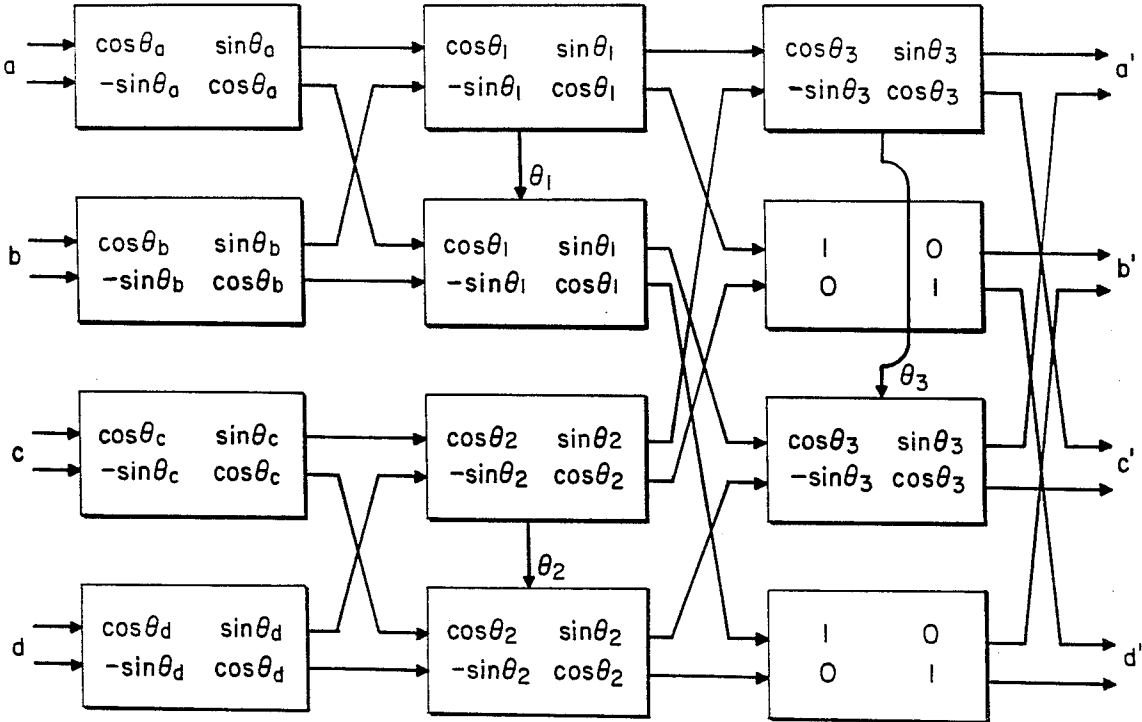 cosθa sinθa cosθ1 sinθ1 cosθ3 sinθ3
a -sinθa cosθa -sinθ1 cosθ1 -sinθ3 cosθ3 a'
θ1
cosθb sinθb cosθ1 sinθ1 1 0
b -sinθb cosθb -sinθ1 cosθ1 0 1 b'
θ3
cosθc sinθc cosθ2 sinθ2 cosθ3 sinθ3
c -sinθc cosθc -sinθ2 cosθ2 -sinθ3 cosθ3 c'
θ2
cosθd sinθd cosθ2 sinθ2 1 0
d -sinθd cosθd -sinθ2 cosθ2 0 1 d'